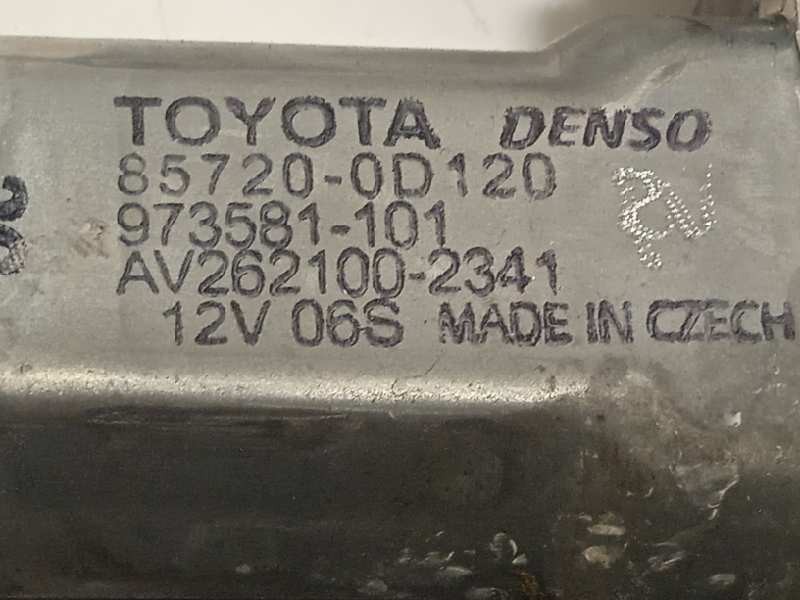 TOYOTA DENSO
85720-0D120
973581-101
AV262100-2341
12V 06S MADE IN CZECH